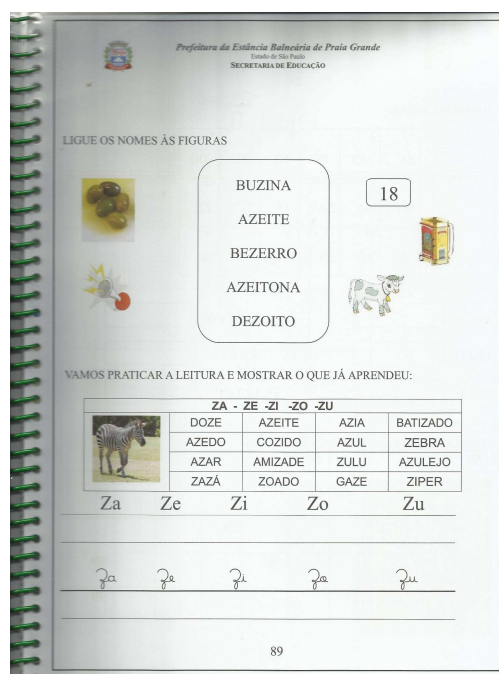 Prefeitura da Estância Balneária de Praia Grande
Estado de São Paulo
SECRETARIA DE EDUCAÇÃO
LIGUE OS NOMES ÀS FIGURAS
BUZINA
18
AZEITE
BEZERRO
AZEITONA
DEZOITO
VAMOS PRATICAR A LEITURA E MOSTRAR O QUE JÁ APRENDEU:
ZA - ZE -ZI -ZO -ZU
DOZE AZEITE AZIA BATIZADO
AZEDO COZIDO AZUL ZEBRA
AZAR AMIZADE ZULU AZULEJO
ZAZÁ ZOADO GAZE ZIPER
Za Ze Zi Zo Zu
za ze zi zo zu
89